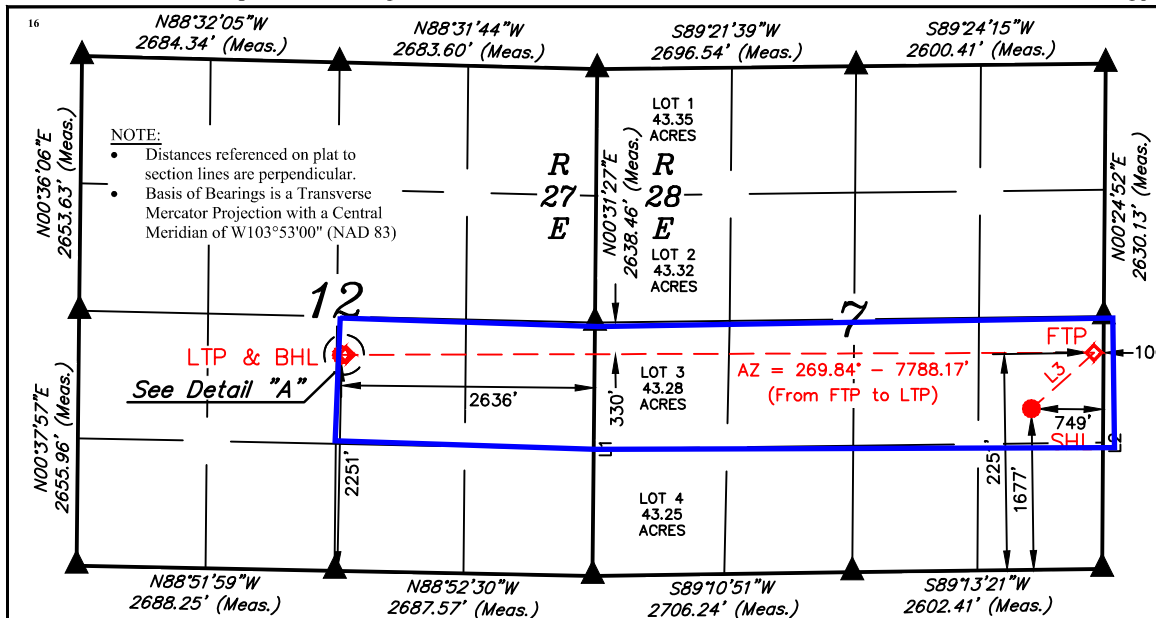 16
N88°32'05"W
2684.34' (Meas.)
N88°31'44"W
2683.60' (Meas.)
S89°21'39"W
2696.54' (Meas.)
S89°24'15"W
2600.41' (Meas.)
N00°36'06"E
2653.63' (Meas.)
NOTE:
• Distances referenced on plat to
section lines are perpendicular.
• Basis of Bearings is a Transverse
Mercator Projection with a Central
Meridian of W103°53'00" (NAD 83)
R
27
E
N00°31'27"E
2638.46' (Meas.)
R
28
E
LOT 1
43.35
ACRES
LOT 2
43.32
ACRES
N00°24'52"E
2630.13' (Meas.)
12
7
LTP & BHL
See Detail "A"
2636'
330'
LOT 3
43.28
ACRES
AZ = 269.84° - 7788.17'
(From FTP to LTP)
FTP
10
L3
749'
SHL
L1
L2
N00°37'57"E
2655.96' (Meas.)
2251'
2251'
1677'
LOT 4
43.25
ACRES
N88°51'59"W
2688.25' (Meas.)
N88°52'30"W
2687.57' (Meas.)
S89°10'51"W
2706.24' (Meas.)
S89°13'21"W
2602.41' (Meas.)